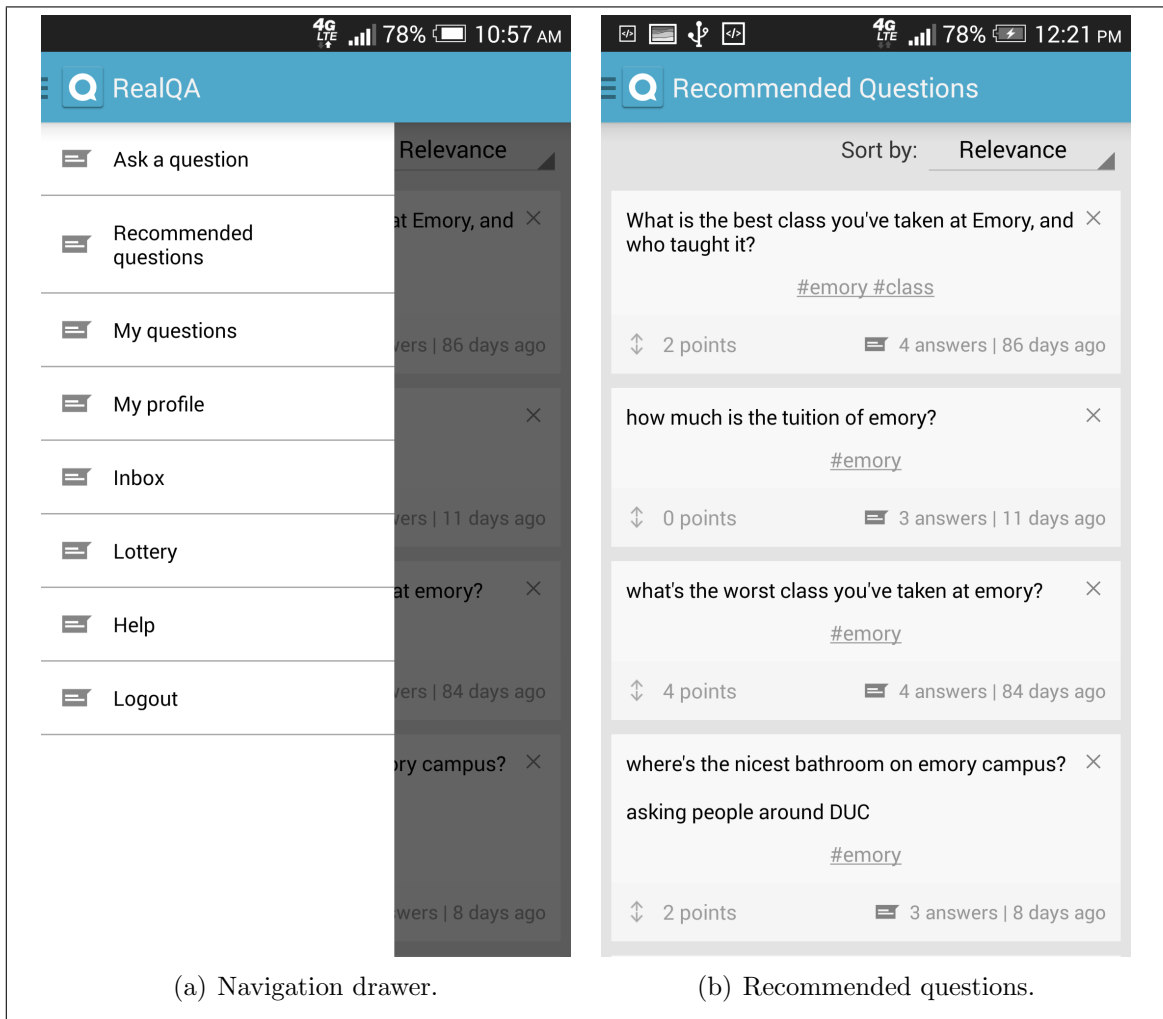 4G LTE 78% 10:57 AM
RealQA
Ask a question
Recommended
questions
My questions
My profile
Inbox
Lottery
Help
Logout
Relevance
at Emory, and
vers | 86 days ago
vers | 11 days ago
at emory?
vers | 84 days ago
ory campus?
wers | 8 days ago
(a) Navigation drawer.
4G LTE 78% 12:21 PM
Recommended Questions
Sort by: Relevance
What is the best class you've taken at Emory, and
who taught it?
#emory #class
2 points 4 answers | 86 days ago
how much is the tuition of emory?
#emory
0 points 3 answers | 11 days ago
what's the worst class you've taken at emory?
#emory
4 points 4 answers | 84 days ago
where's the nicest bathroom on emory campus?
asking people around DUC
#emory
2 points 3 answers | 8 days ago
(b) Recommended questions.